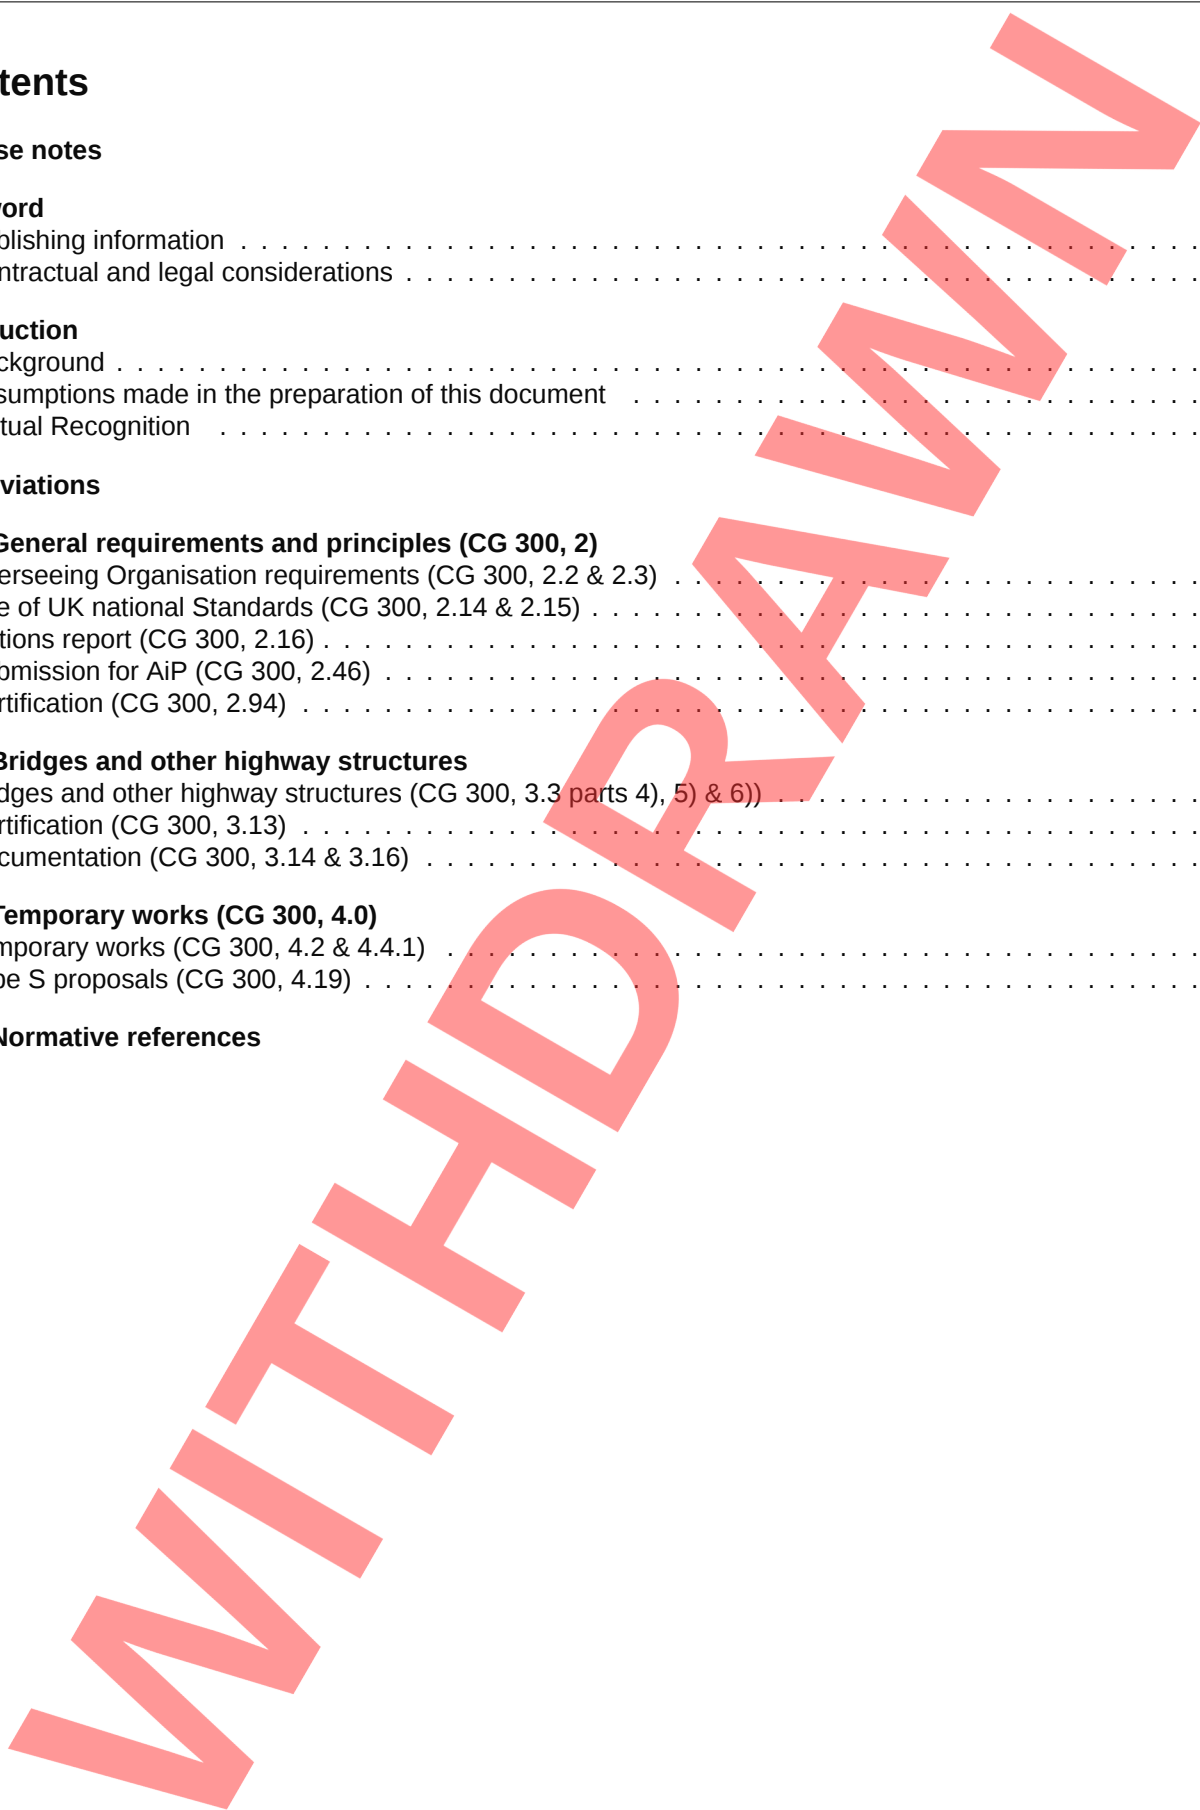 tents
se notes
word
blishing information . . . . . . . . . . . . . . . . . . . . . . . . . . . . . . . . . . . . . . . . . . . . . . .
ntractual and legal considerations . . . . . . . . . . . . . . . . . . . . . . . . . . . . . . . . . . . . . . .
uction
ckground . . . . . . . . . . . . . . . . . . . . . . . . . . . . . . . . . . . . . . . . . . . . . . . . . . . . .
sumptions made in the preparation of this document . . . . . . . . . . . . . . . . . . . . . . . . . . . .
tual Recognition . . . . . . . . . . . . . . . . . . . . . . . . . . . . . . . . . . . . . . . . . . . . . . . .
viations
General requirements and principles (CG 300, 2)
erseeing Organisation requirements (CG 300, 2.2 & 2.3) . . . . . . . . . . . . . . . . . . . . . . . . . .
e of UK national Standards (CG 300, 2.14 & 2.15) . . . . . . . . . . . . . . . . . . . . . . . . . . . . . .
tions report (CG 300, 2.16) . . . . . . . . . . . . . . . . . . . . . . . . . . . . . . . . . . . . . . . . . . .
bmission for AiP (CG 300, 2.46) . . . . . . . . . . . . . . . . . . . . . . . . . . . . . . . . . . . . . . . .
rtification (CG 300, 2.94) . . . . . . . . . . . . . . . . . . . . . . . . . . . . . . . . . . . . . . . . . . . .
Bridges and other highway structures
dges and other highway structures (CG 300, 3.3 parts 4), 5) & 6)) . . . . . . . . . . . . . . . . . . . . .
rtification (CG 300, 3.13) . . . . . . . . . . . . . . . . . . . . . . . . . . . . . . . . . . . . . . . . . . . .
cumentation (CG 300, 3.14 & 3.16) . . . . . . . . . . . . . . . . . . . . . . . . . . . . . . . . . . . . . .
Temporary works (CG 300, 4.0)
mporary works (CG 300, 4.2 & 4.4.1) . . . . . . . . . . . . . . . . . . . . . . . . . . . . . . . . . . . . .
pe S proposals (CG 300, 4.19) . . . . . . . . . . . . . . . . . . . . . . . . . . . . . . . . . . . . . . . . .
Normative references
WITHDRAWN